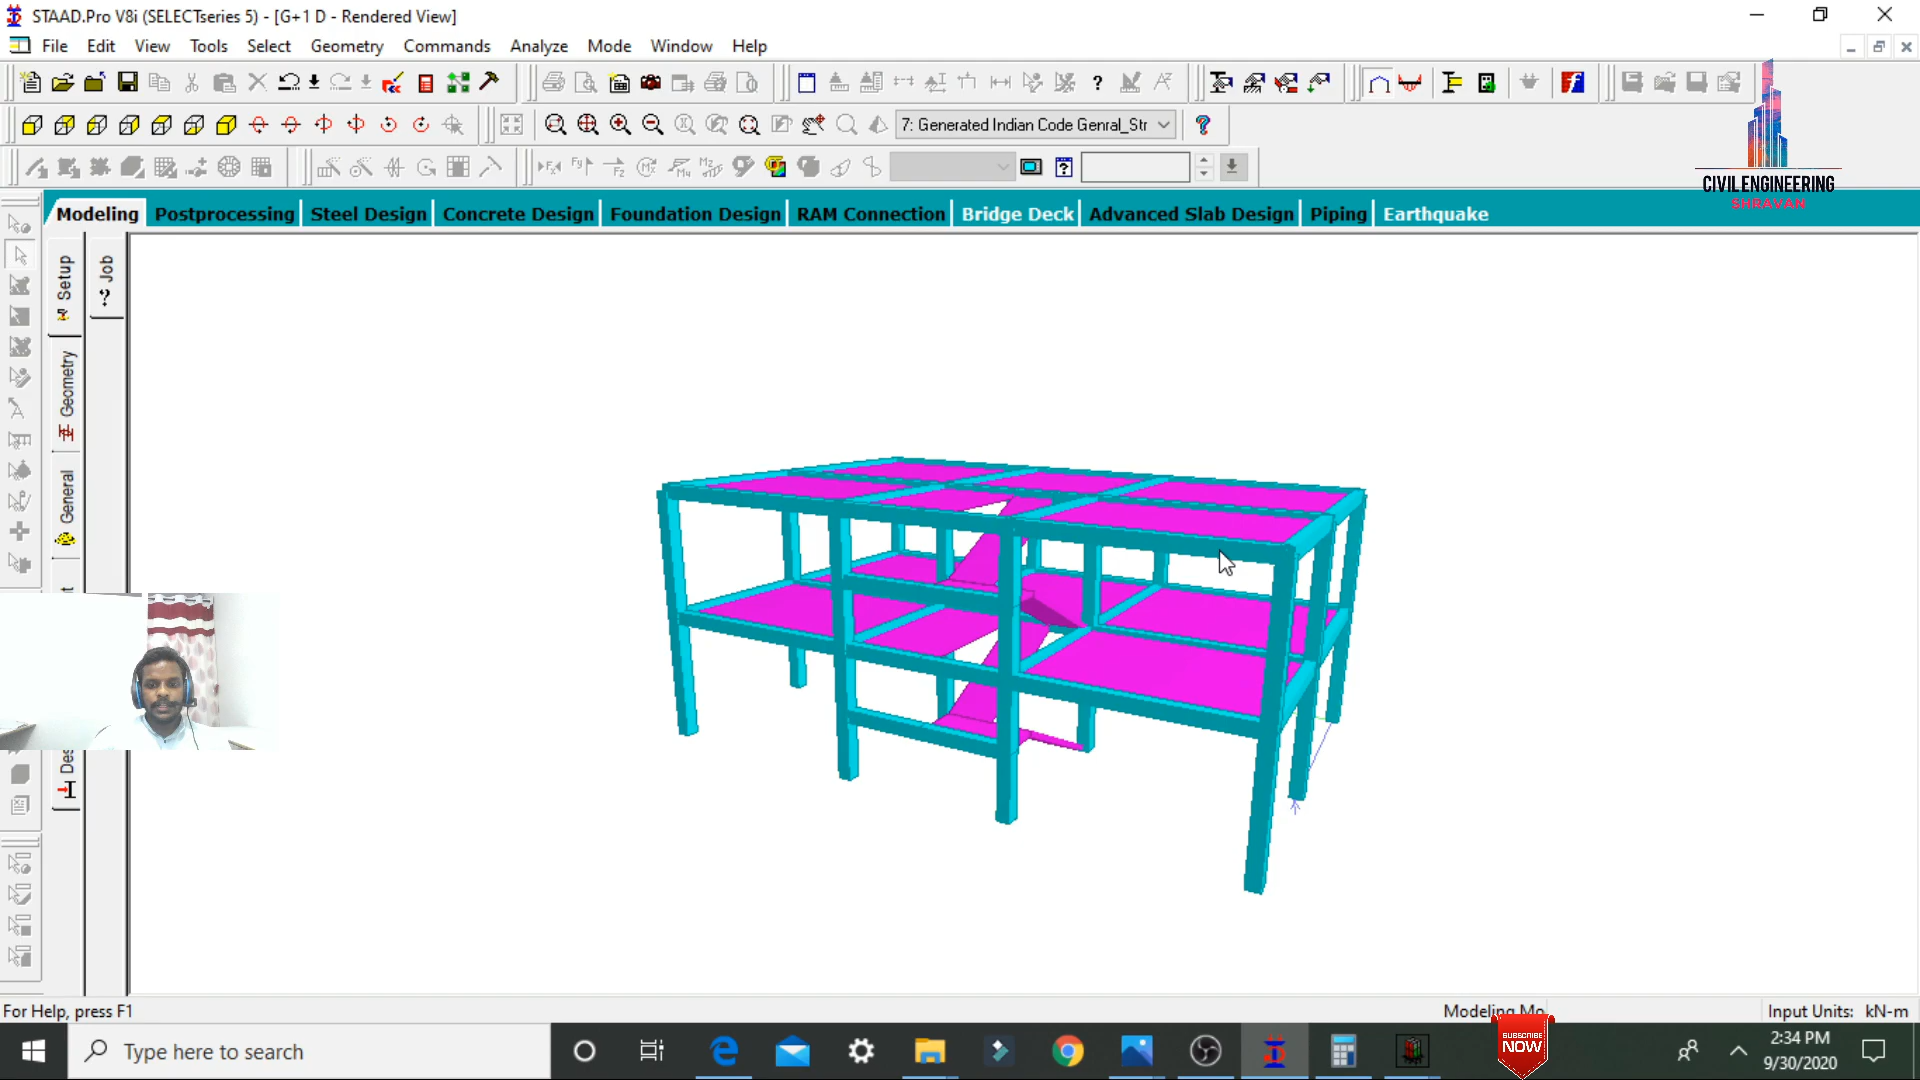 STAAD.Pro V8i (SELECTseries 5) - [G+1 D - Rendered View]
File Edit View Tools Select Geometry Commands Analyze Mode Window Help
7: Generated Indian Code Genral_Str
CIVIL ENGINEERING
SHRAVAN
Modeling Postprocessing Steel Design Concrete Design Foundation Design RAM Connection Bridge Deck Advanced Slab Design Piping Earthquake
Setup
Job
Geometry
General
Des
For Help, press F1
Modeling Mo
Input Units: kN-m
Type here to search
SUBSCRIBE
NOW
2:34 PM
9/30/2020